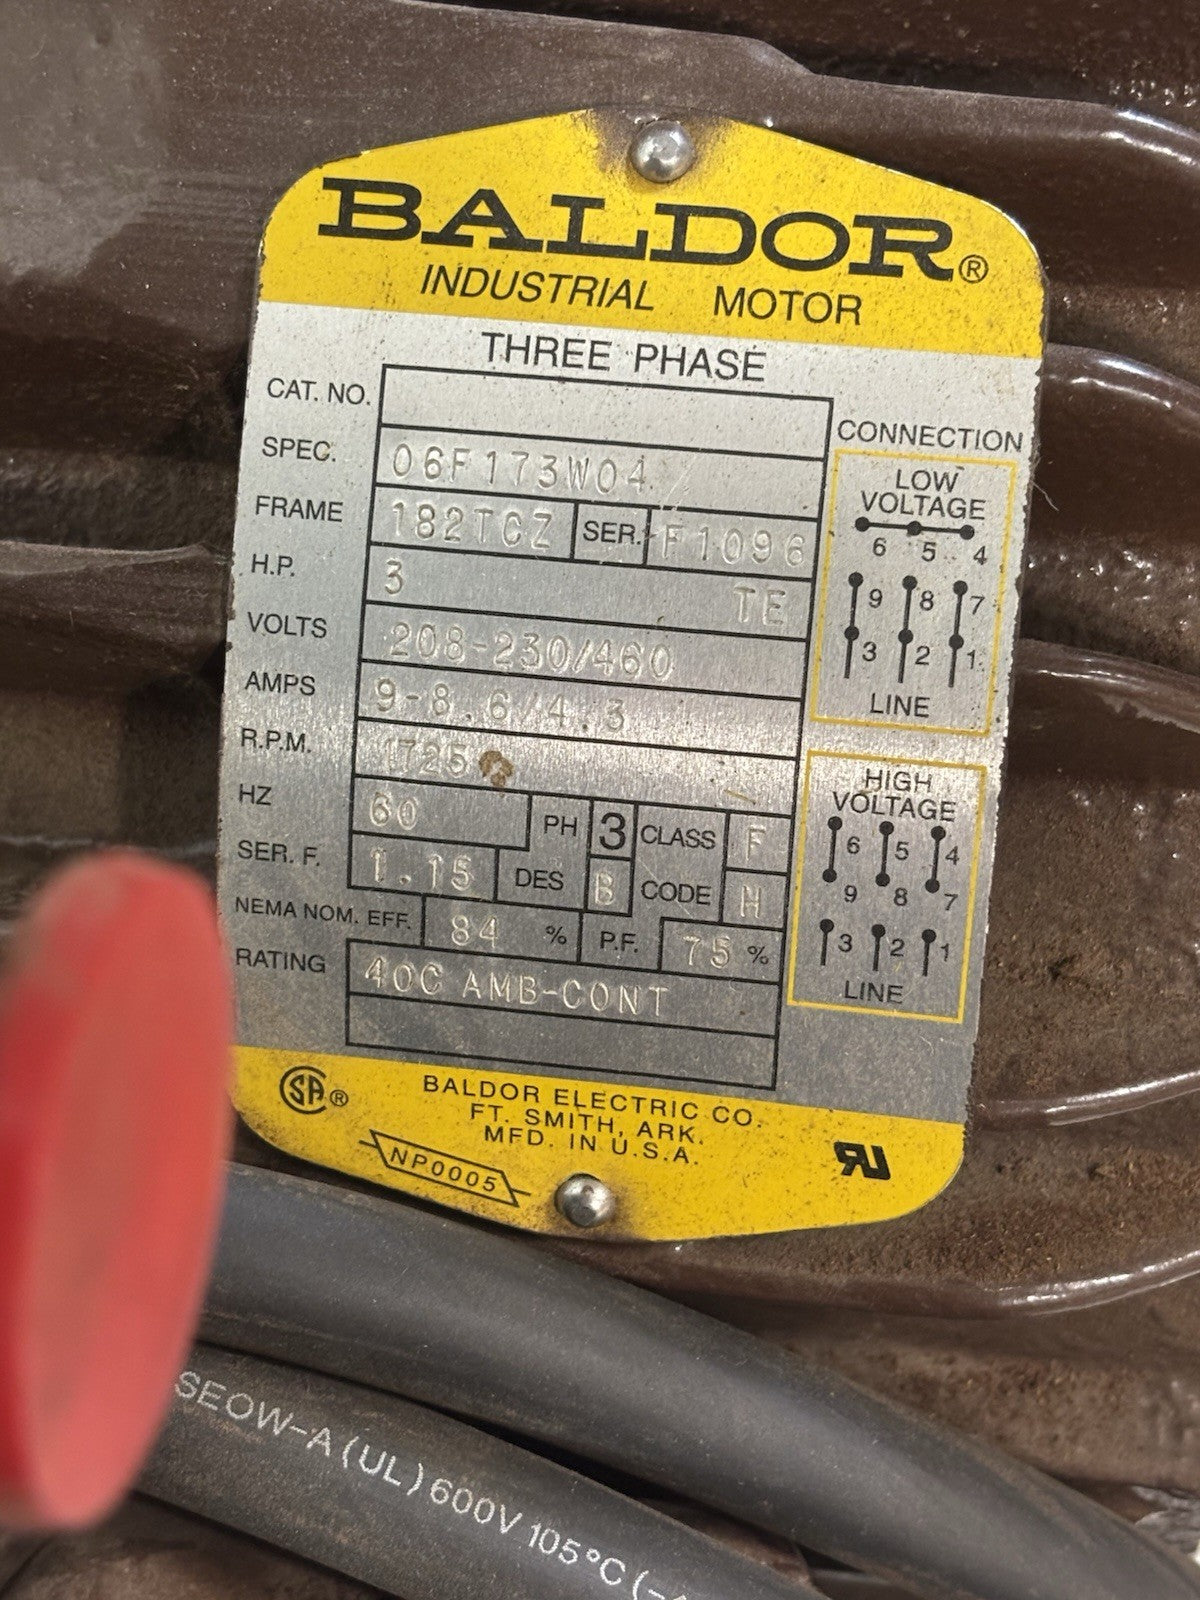 BALDOR®
INDUSTRIAL MOTOR
THREE PHASE
CAT. NO.
SPEC. 06F173W04
FRAME 182TCZ SER. F1096
H.P. 3 TE
VOLTS 208-230/460
AMPS 9-8.6/4.3
R.P.M. 1725
HZ 60 PH 3 CLASS F
SER. F. 1.15 DES B CODE H
NEMA NOM. EFF. 84 % P.F. 75 %
RATING 40C AMB-CONT
CONNECTION
LOW
VOLTAGE
6 5 4
9 8 7
3 2 1
LINE
HIGH
VOLTAGE
6 5 4
9 8 7
3 2 1
LINE
SA®
BALDOR ELECTRIC CO.
FT. SMITH, ARK.
MFD. IN U.S.A.
NP0005
RU
SEOW-A (UL) 600V 105°C (-